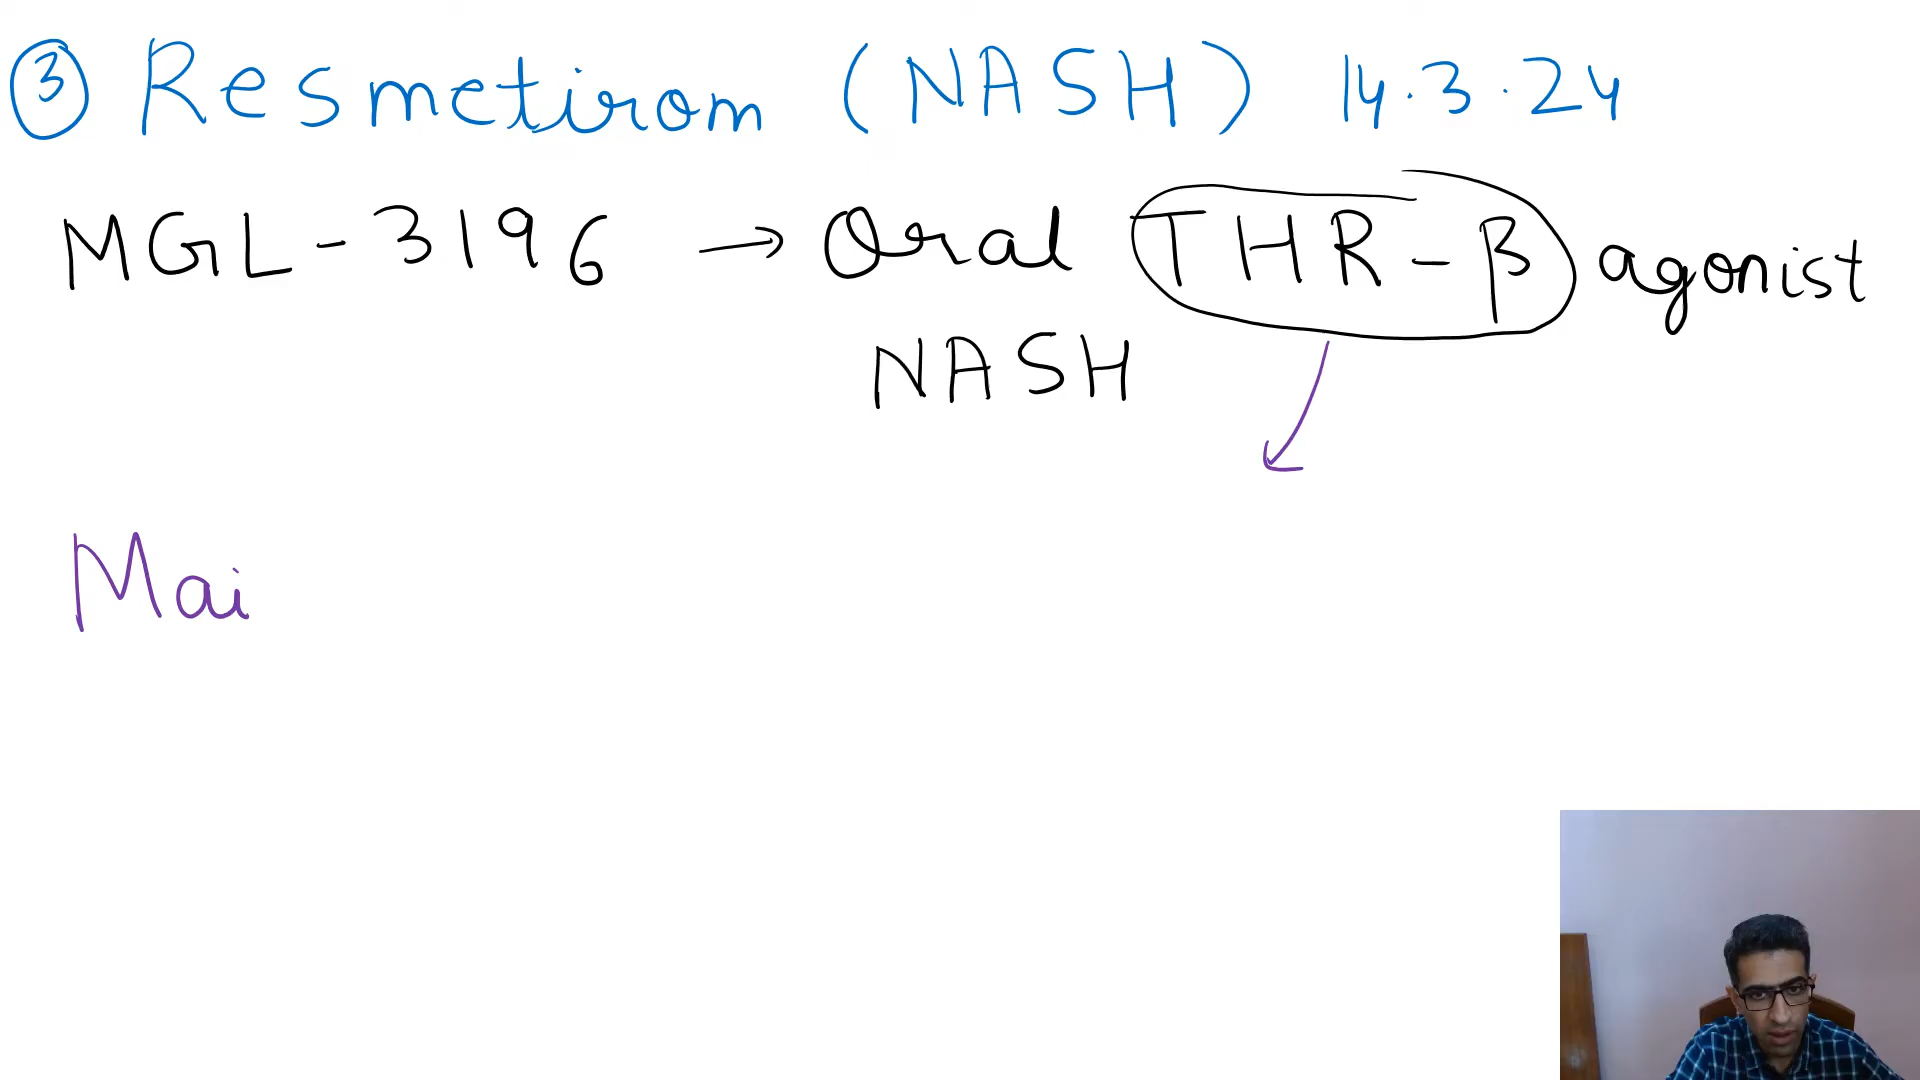 3 Resmetirom (NASH) 14.3.24
MGL-3196 → Oral THR-β agonist
NASH
Mai